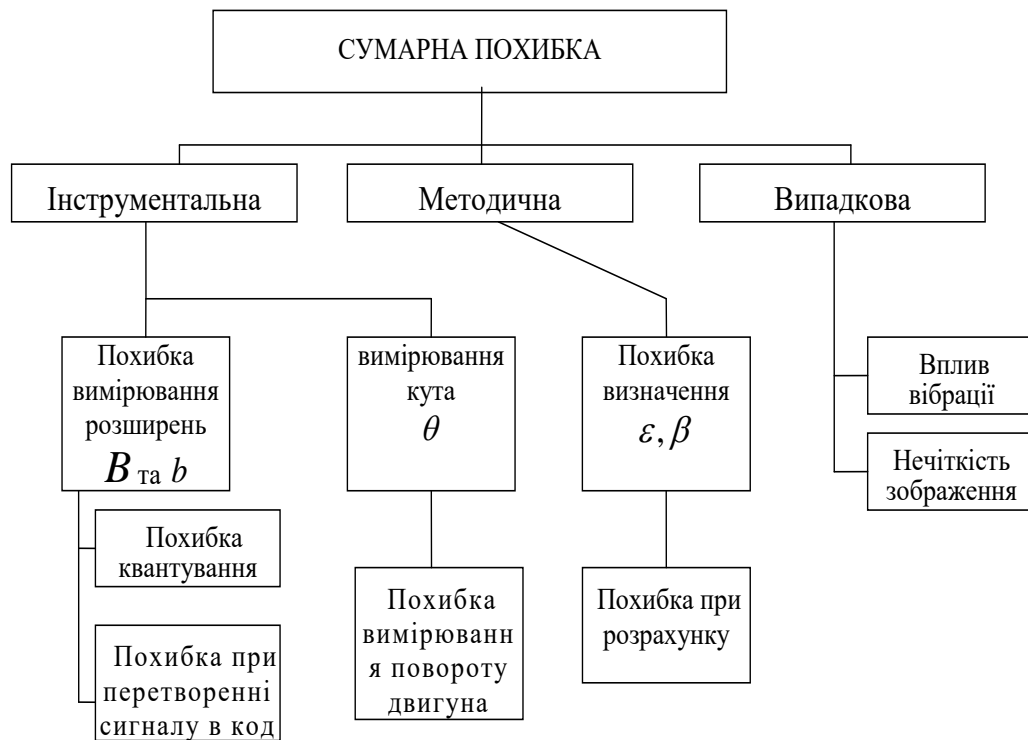 СУМАРНА ПОХИБКА
Інструментальна
Методична
Випадкова
Похибка
вимірювання
розширень
B та b
вимірювання
кута
θ
Похибка
визначення
ε, β
Вплив
вібрації
Нечіткість
зображення
Похибка
квантування
Похибка при
перетворенні
сигналу в код
Похибка
вимірюванн
я повороту
двигуна
Похибка при
розрахунку